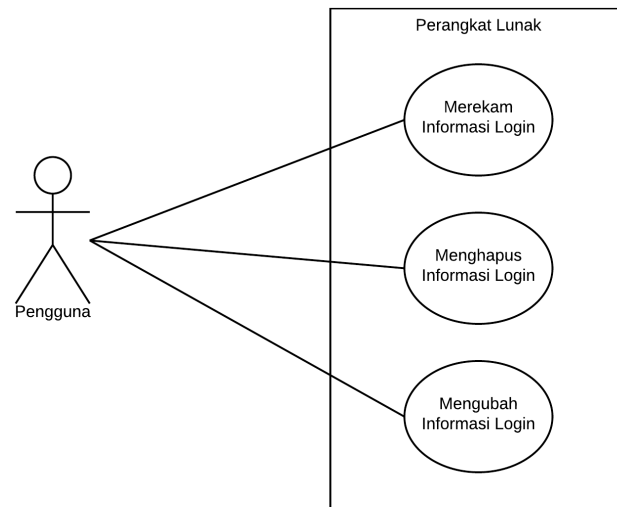 Perangkat Lunak
Merekam
Informasi Login
Menghapus
Informasi Login
Pengguna
Mengubah
Informasi Login